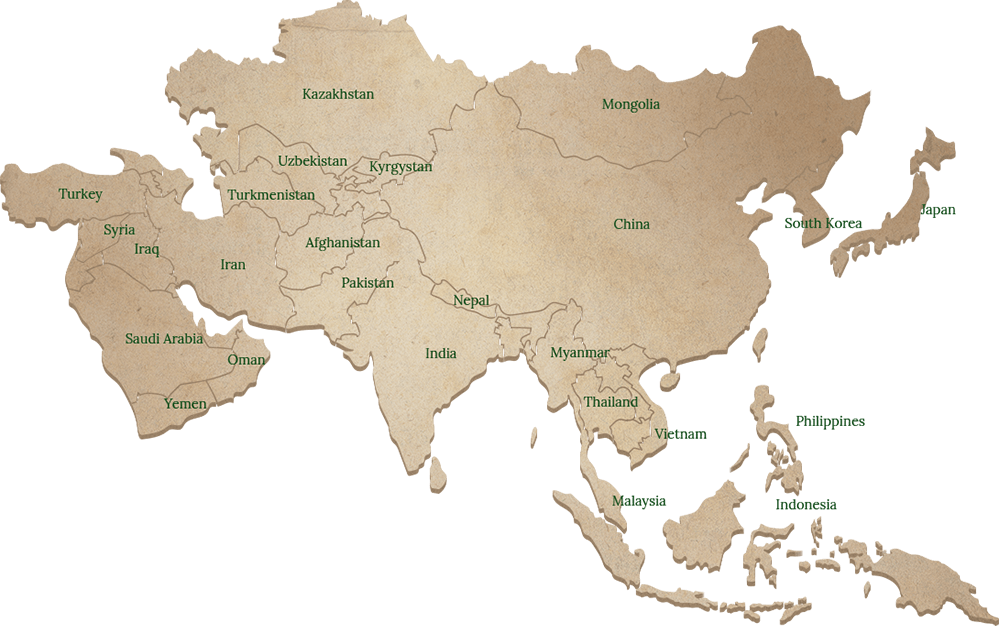 Kazakhstan
Mongolia
Uzbekistan
Kyrgystan
Turkey
Turkmenistan
Japan
South Korea
China
Syria
Afghanistan
Iraq
Iran
Pakistan
Nepal
Saudi Arabia
India
Myanmar
Oman
Yemen
Thailand
Philippines
Vietnam
Malaysia
Indonesia